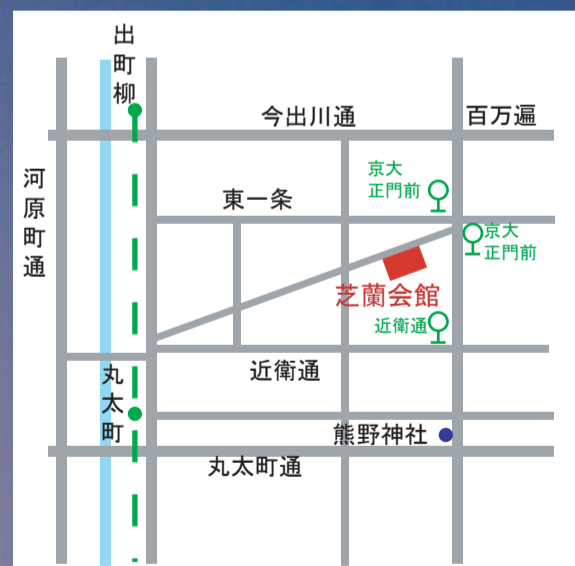 出町柳
今出川通
百万遍
河原町通
東一条
京大
正門前
京大
正門前
芝蘭会館
近衛通
近衛通
丸太町
熊野神社
丸太町通